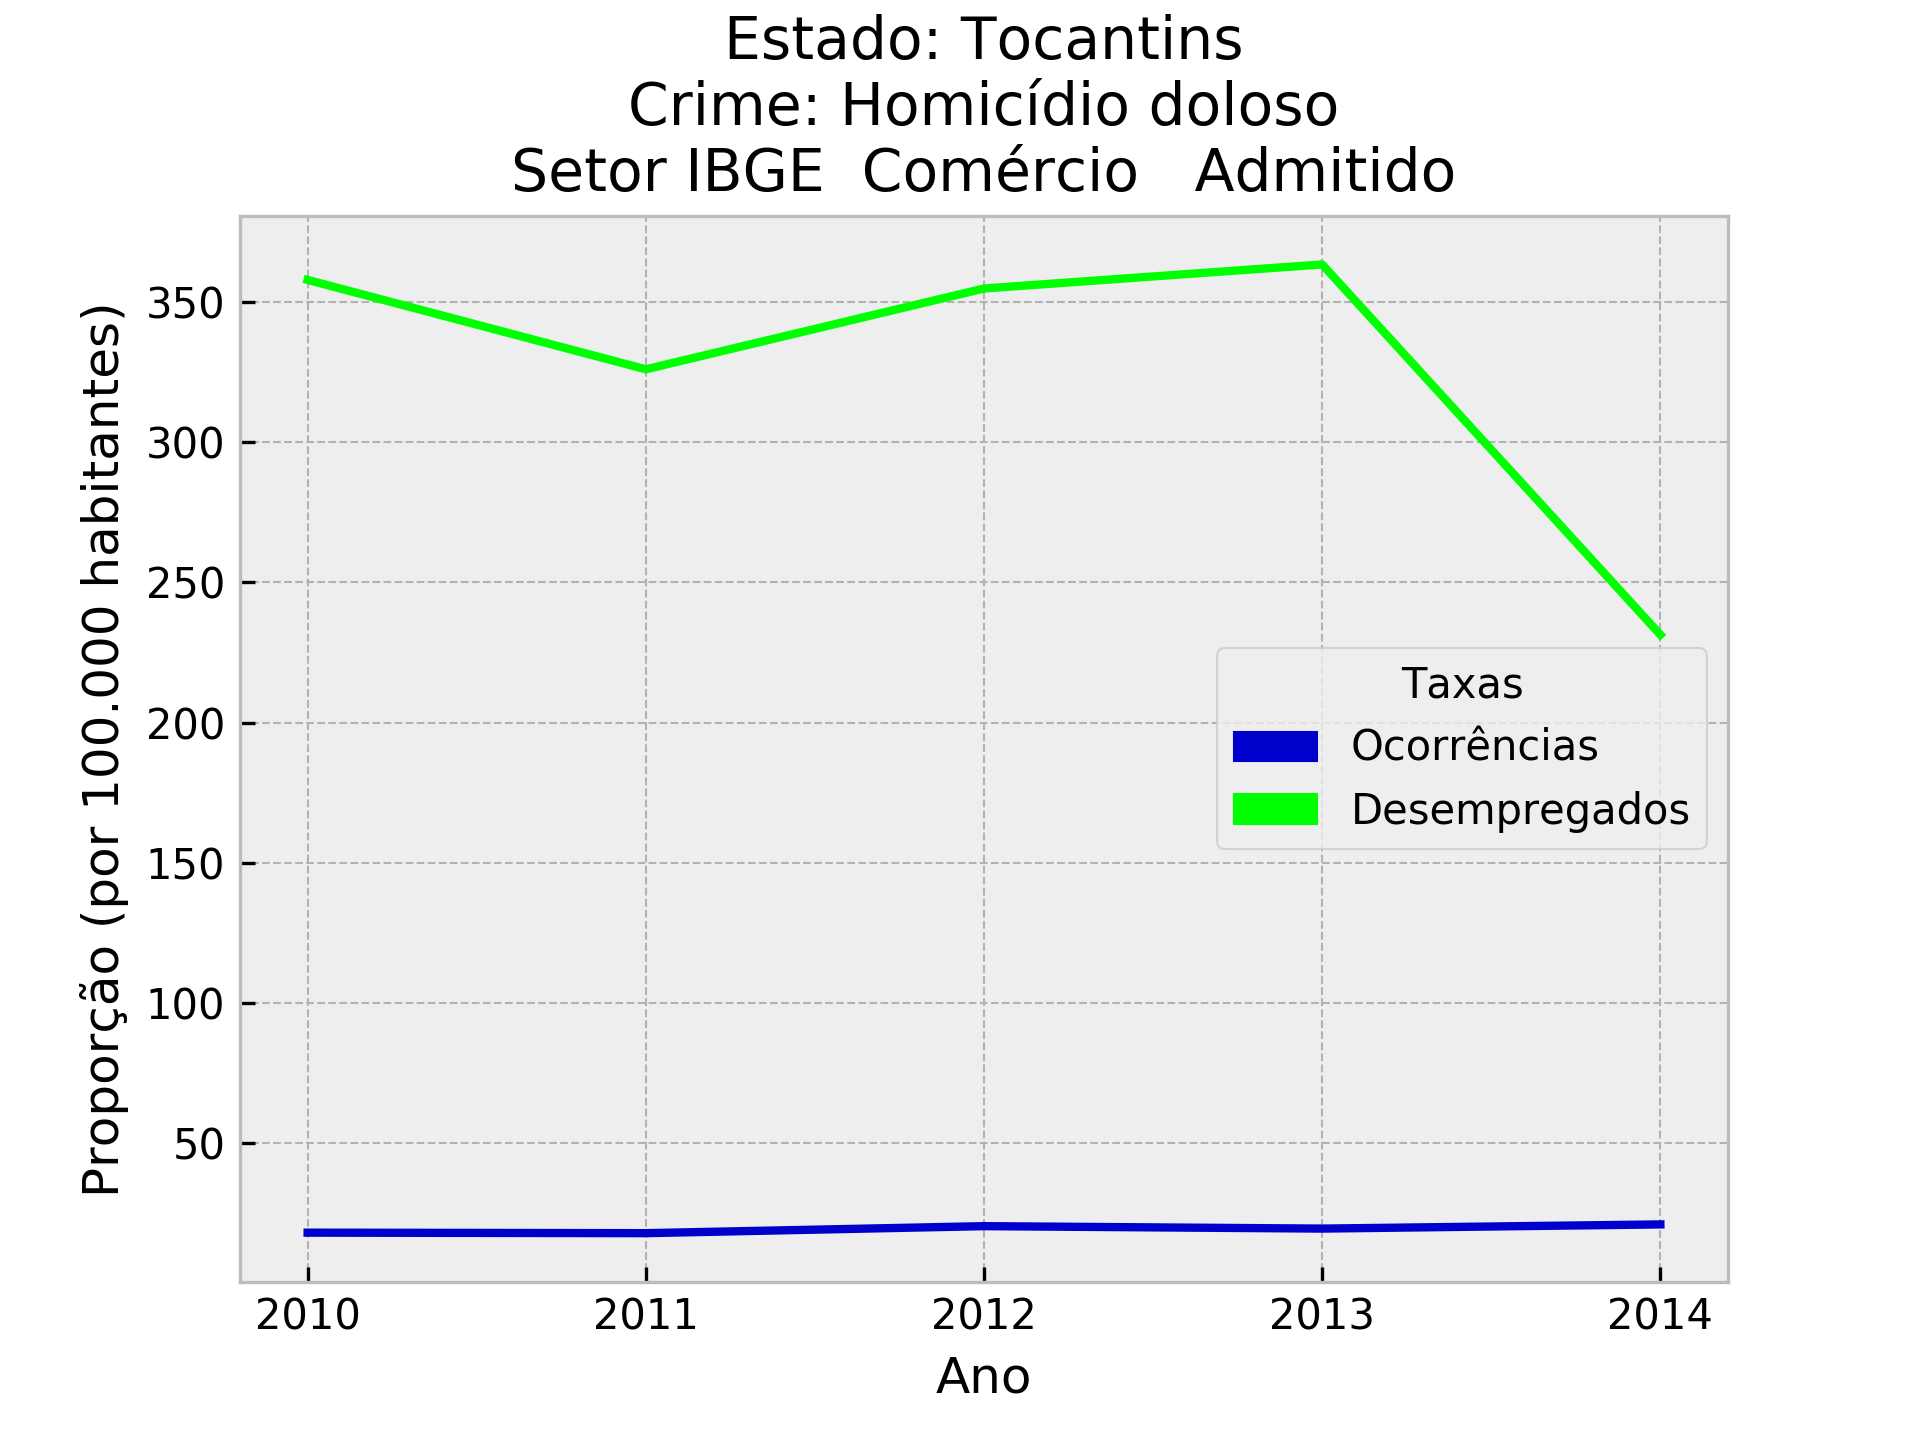 Estado: Tocantins
Crime: Homicídio doloso
Setor IBGE  Comércio   Admitido
Proporção (por 100.000 habitantes)
350
300
250
200
150
100
50
Taxas
Ocorrências
Desempregados
2010 2011 2012 2013 2014
Ano